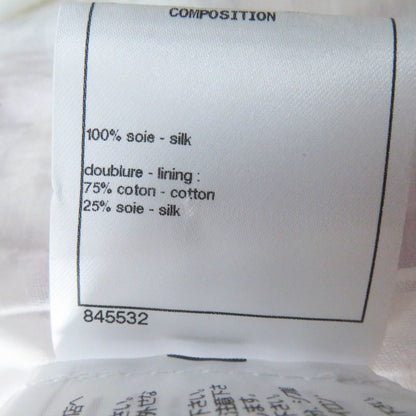 COMPOSITION
100% soie - silk
doublure - lining :
75% coton - cotton
25% soie - silk
845532